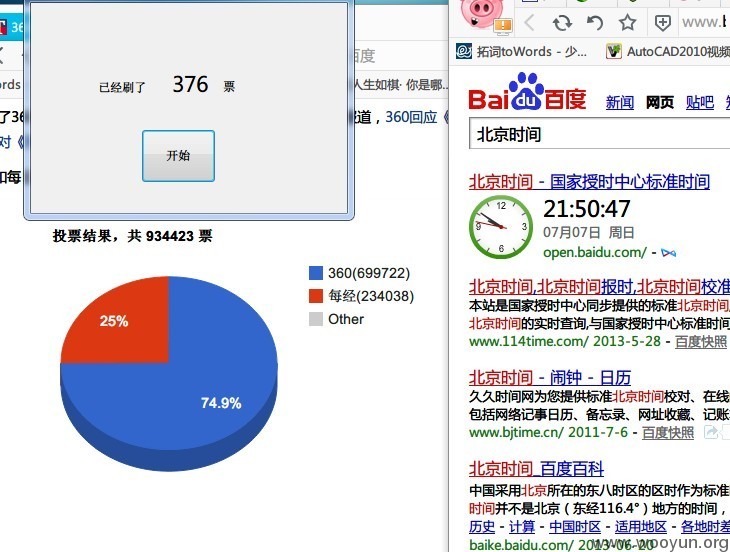 已经刷了 376 票
开始
投票结果，共 934423 票
360(699722)
每经(234038)
Other
25%
74.9%
人生如棋· 你是哪...
360回应《
拓词toWords - 少...
AutoCAD2010视频
Baidu百度
新闻 网页 贴吧
北京时间
北京时间 - 国家授时中心标准时间
12
9 3
6
21:50:47
07月07日 周日
open.baidu.com/ -
北京时间,北京时间报时,北京时间校准
本站是国家授时中心同步提供的标准北京时间
北京时间的实时查询,与国家授时中心标准时间
www.114time.com/ 2013-5-28 - 百度快照
北京时间 - 闹钟 - 日历
久久时间网为您提供标准北京时间校对、在线
包括网络记事日历、备忘录、网址收藏、记账
www.bjtime.cn/ 2011-7-6 - 百度快照
北京时间_百度百科
中国采用北京所在的东八时区的区时作为标准
时间并不是北京（东经116.4°）地方的时间，
历史 - 计算 - 中国时区 - 适用地区 - 各地时差
baike.baidu.com/ 2013-06-20
www.wooyun.org